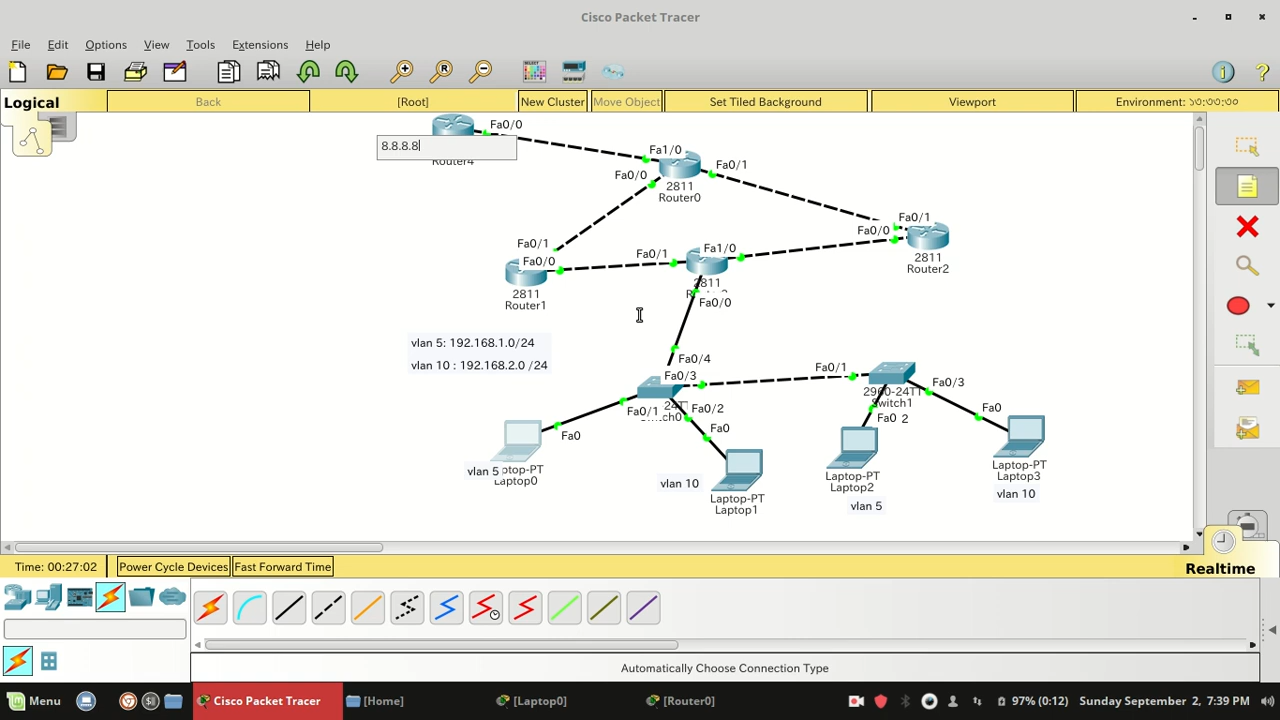 Cisco Packet Tracer
File Edit Options View Tools Extensions Help
Logical Back [Root] New Cluster Move Object Set Tiled Background Viewport Environment: ১০:০০:০০
Fa0/0
8.8.8.8
Router4
Fa1/0
Fa0/1
Fa0/0
2811
Router0
Fa0/1
Fa0/0
2811
Router1
Fa0/1
Fa1/0
2811
Fa0/0
Fa0/0
Fa0/1
2811
Router2
vlan 5: 192.168.1.0/24
vlan 10 : 192.168.2.0 /24
Fa0/4
Fa0/3
Fa0/1
Fa0/2
Fa0/1
2960-24TT
Switch1
Fa0/3
Fa0 2
Fa0
Fa0
Fa0
vlan 5
Laptop0
vlan 10
Laptop-PT
Laptop1
Laptop-PT
Laptop2
vlan 5
Laptop-PT
Laptop3
vlan 10
Time: 00:27:02 Power Cycle Devices Fast Forward Time Realtime
Automatically Choose Connection Type
Menu Cisco Packet Tracer [Home] [Laptop0] [Router0] 97% (0:12) Sunday September 2, 7:39 PM